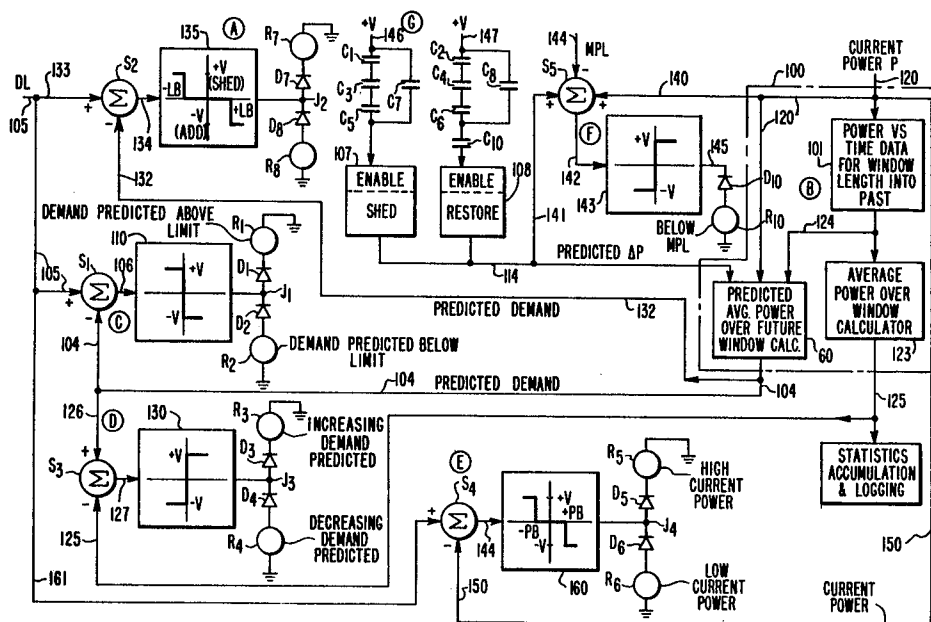 DL
105
133
S2
+
-
Σ
134
132
A
135
-LB
+V
(SHED)
-V
(ADD)
+LB
R7
D7
J2
D8
R8
G
+V
146
C1
C3
C5
C7
107
ENABLE
SHED
+V
147
C2
C4
C6
C8
C10
ENABLE
RESTORE
108
114
144
MPL
S5
Σ
+
+
140
141
142
F
143
+V
-V
145
D10
R10
BELOW
MPL
100
120
CURRENT
POWER P
120
101
POWER VS
TIME DATA
FOR WINDOW
LENGTH INTO
PAST
B
124
PREDICTED ΔP
PREDICTED
AVG. POWER
OVER FUTURE
WINDOW CALC.
60
AVERAGE
POWER OVER
WINDOW
CALCULATOR
123
104
125
STATISTICS
ACCUMULATION
& LOGGING
DEMAND PREDICTED ABOVE
LIMIT
105
S1
Σ
+
-
106
C
104
110
+V
-V
R1
D1
J1
D2
R2
DEMAND PREDICTED BELOW
LIMIT
PREDICTED DEMAND
132
104
PREDICTED DEMAND
126
D
S3
Σ
+
-
127
125
130
+V
-V
R3
INCREASING
DEMAND
PREDICTED
D3
J3
D4
R4
DECREASING
DEMAND
PREDICTED
161
E
S4
Σ
+
-
144
150
+V
+PB
-PB
-V
160
R5
HIGH
CURRENT
POWER
D5
J4
D6
R6
LOW
CURRENT
POWER
150
CURRENT
POWER